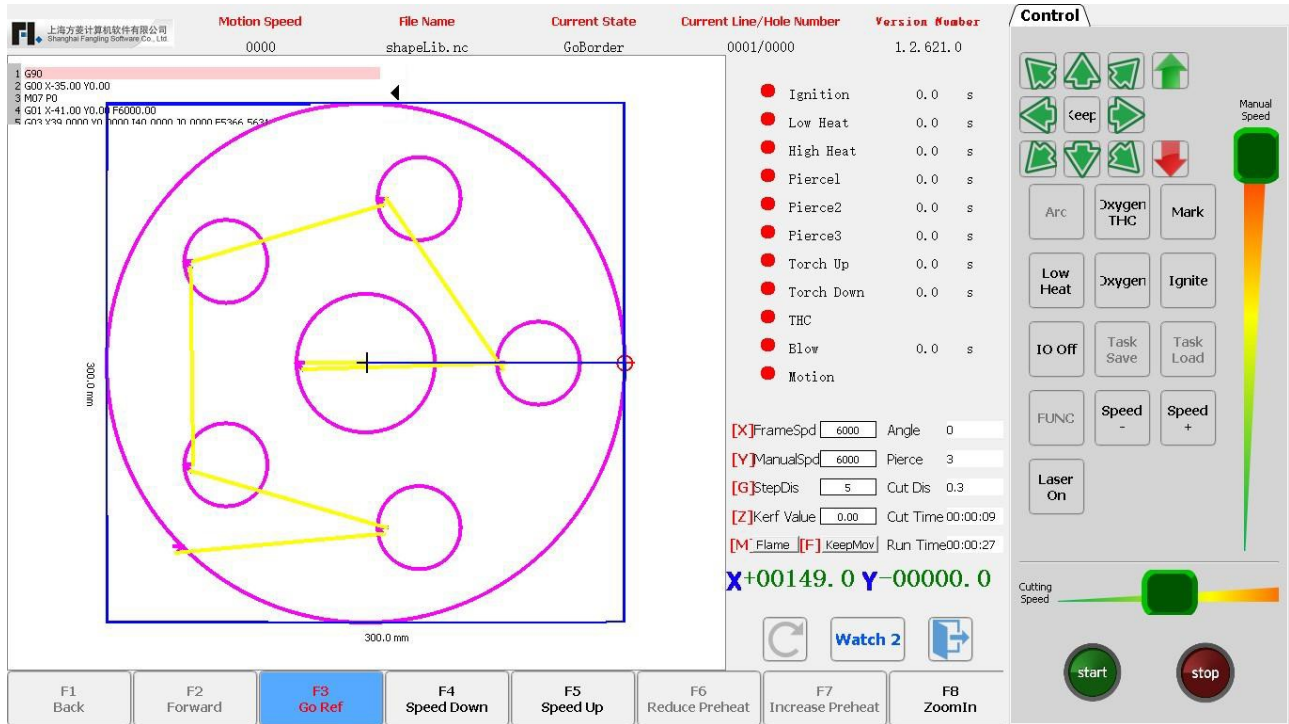 上海方菱计算机软件有限公司
Shanghai Fangling Software Co., Ltd.
Motion Speed File Name Current State Current Line/Hole Number Version Number
0000 shapeLib.nc GoBorder 0001/0000 1.2.621.0
Control
1 G90
2 G00 X-35.00 Y0.00
3 M07 P0
4 G01 X-41.00 Y0.00 F6000.00
300.0 mm
300.0 mm
Ignition 0.0 s
Low Heat 0.0 s
High Heat 0.0 s
Pierce1 0.0 s
Pierce2 0.0 s
Pierce3 0.0 s
Torch Up 0.0 s
Torch Down 0.0 s
THC
Blow 0.0 s
Motion
[X]FrameSpd 6000 Angle 0
[Y]ManualSpd 6000 Pierce 3
[G]StepDis 5 Cut Dis 0.3
[Z]Kerf Value 0.00 Cut Time 00:00:09
[M Flame [F] KeepMov Run Time00:00:27
X+00149.0 Y-00000.0
Watch 2
Manual
Speed
Arc
THC
Mark
Low
Heat
Ignite
IO Off
Task
Save
Task
Load
FUNC
Speed
-
Speed
+
Laser
On
Cutting
Speed
start stop
F1
Back
F2
Forward
F3
Go Ref
F4
Speed Down
F5
Speed Up
F6
Reduce Preheat
F7
Increase Preheat
F8
ZoomIn